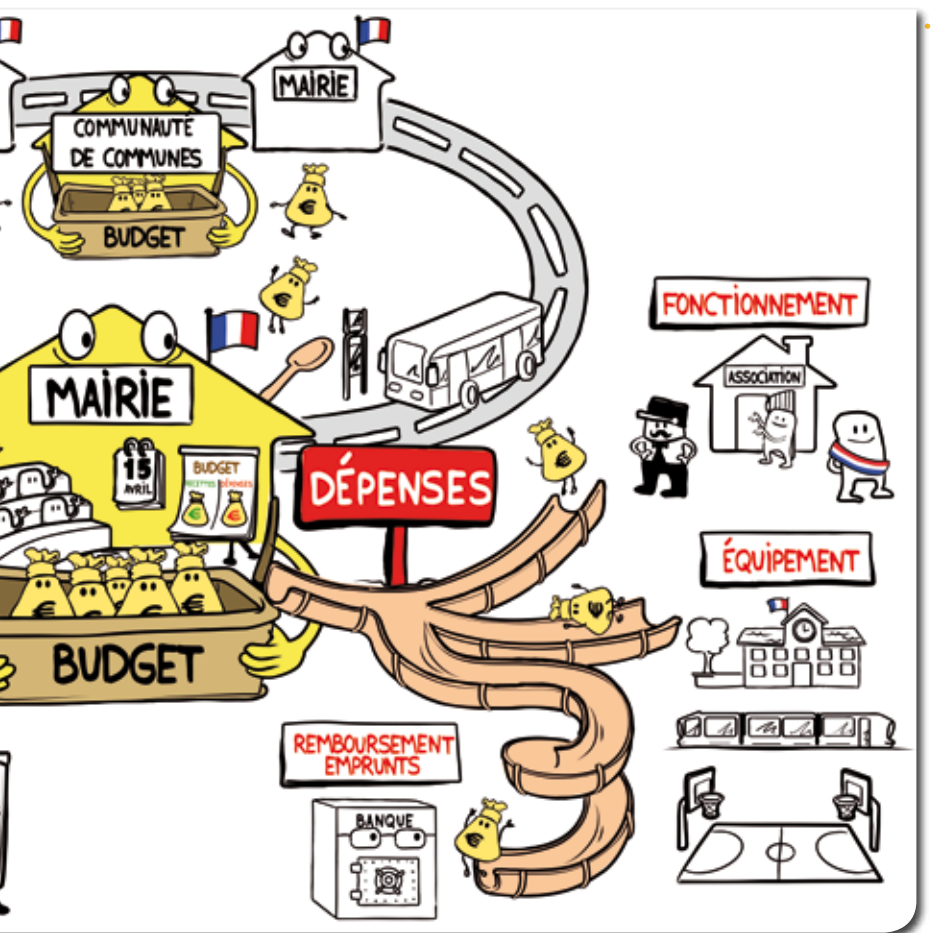 MAIRIE
COMMUNAUTÉ
DE COMMUNES
BUDGET
FONCTIONNEMENT
ASSOCIATION
MAIRIE
15
AVRIL
BUDGET
RECETTES DÉPENSES
DÉPENSES
ÉQUIPEMENT
BUDGET
REMBOURSEMENT
EMPRUNTS
BANQUE